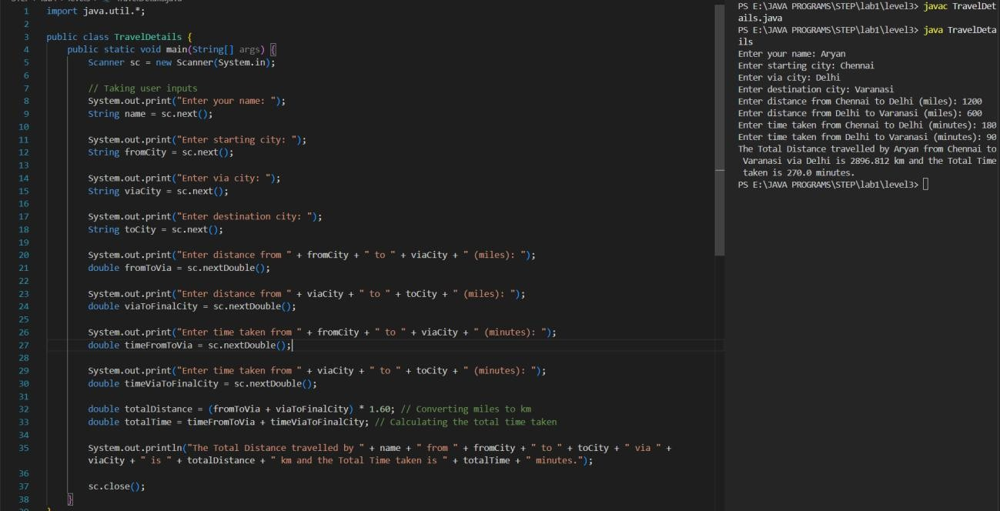 import java.util.*;
public class TravelDetails {
public static void main(String[] args) {
Scanner sc = new Scanner(System.in);
// Taking user inputs
System.out.print("Enter your name: ");
String name = sc.next();
System.out.print("Enter starting city: ");
String fromCity = sc.next();
System.out.print("Enter via city: ");
String viaCity = sc.next();
System.out.print("Enter destination city: ");
String toCity = sc.next();
System.out.print("Enter distance from " + fromCity + " to " + viaCity + " (miles): ");
double fromToVia = sc.nextDouble();
System.out.print("Enter distance from " + viaCity + " to " + toCity + " (miles): ");
double viaToFinalCity = sc.nextDouble();
System.out.print("Enter time taken from " + fromCity + " to " + viaCity + " (minutes): ");
double timeFromToVia = sc.nextDouble();
System.out.print("Enter time taken from " + viaCity + " to " + toCity + " (minutes): ");
double timeViaToFinalCity = sc.nextDouble();
double totalDistance = (fromToVia + viaToFinalCity) * 1.60; // Converting miles to km
double totalTime = timeFromToVia + timeViaToFinalCity; // Calculating the total time taken
System.out.println("The Total Distance travelled by " + name + " from " + fromCity + " to " + toCity + " via " +
viaCity + " is " + totalDistance + " km and the Total Time taken is " + totalTime + " minutes.");
sc.close();
}
PS E:\JAVA PROGRAMS\STEP\lab1\level3> javac TravelDet
ails.java
PS E:\JAVA PROGRAMS\STEP\lab1\level3> java TravelDeta
ils
Enter your name: Aryan
Enter starting city: Chennai
Enter via city: Delhi
Enter destination city: Varanasi
Enter distance from Chennai to Delhi (miles): 1200
Enter distance from Delhi to Varanasi (miles): 600
Enter time taken from Chennai to Delhi (minutes): 180
Enter time taken from Delhi to Varanasi (minutes): 90
The Total Distance travelled by Aryan from Chennai to
Varanasi via Delhi is 2896.812 km and the Total Time
taken is 270.0 minutes.
PS E:\JAVA PROGRAMS\STEP\lab1\level3>